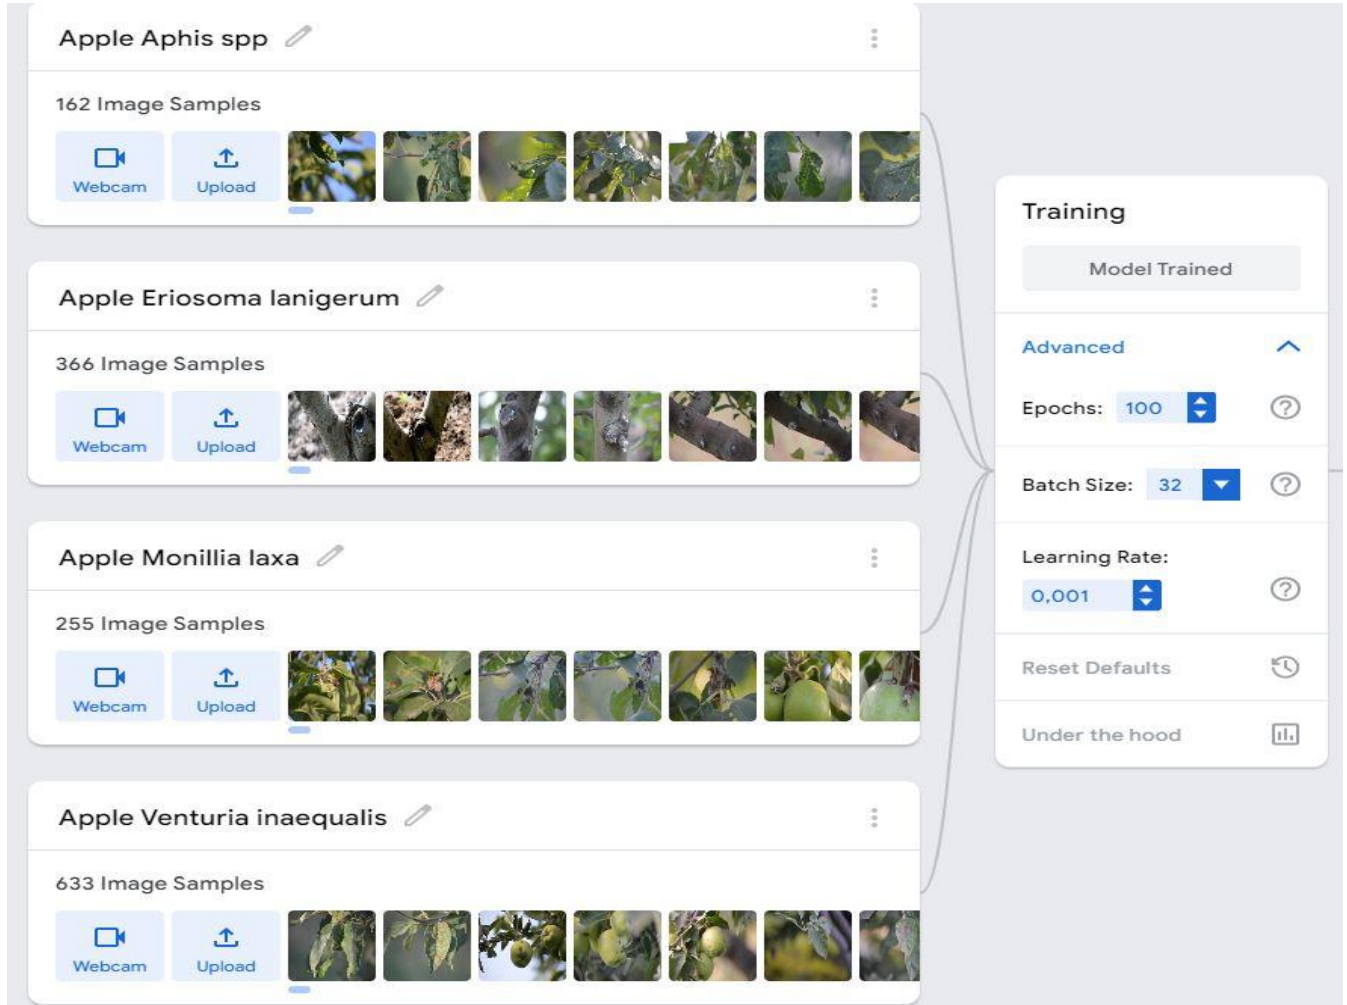 Apple Aphis spp
162 Image Samples
Webcam
Upload
Apple Eriosoma lanigerum
366 Image Samples
Webcam
Upload
Apple Monillia laxa
255 Image Samples
Webcam
Upload
Apple Venturia inaequalis
633 Image Samples
Webcam
Upload
Training
Model Trained
Advanced
Epochs: 100
Batch Size: 32
Learning Rate:
0,001
Reset Defaults
Under the hood